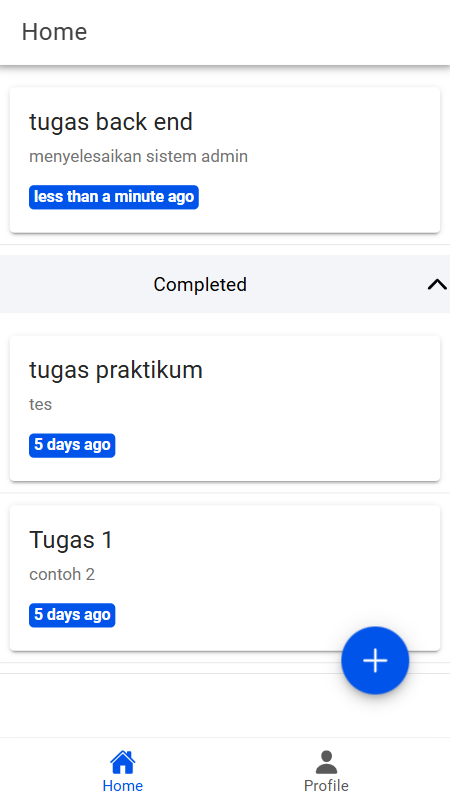 Home
tugas back end
menyelesaikan sistem admin
less than a minute ago
Completed
tugas praktikum
tes
5 days ago
Tugas 1
contoh 2
5 days ago
Home
Profile